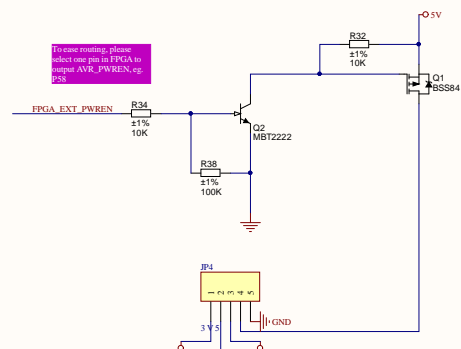 5V
To ease routing, please
select one pin in FPGA to
output AVR_PWREN, eg.
P58
R32
±1%
10K
Q1
BSS84
FPGA_EXT_PWREN
R34
±1%
10K
Q2
MBT2222
R38
±1%
100K
JP4
1 2 3 4 5
GND
3 V 5